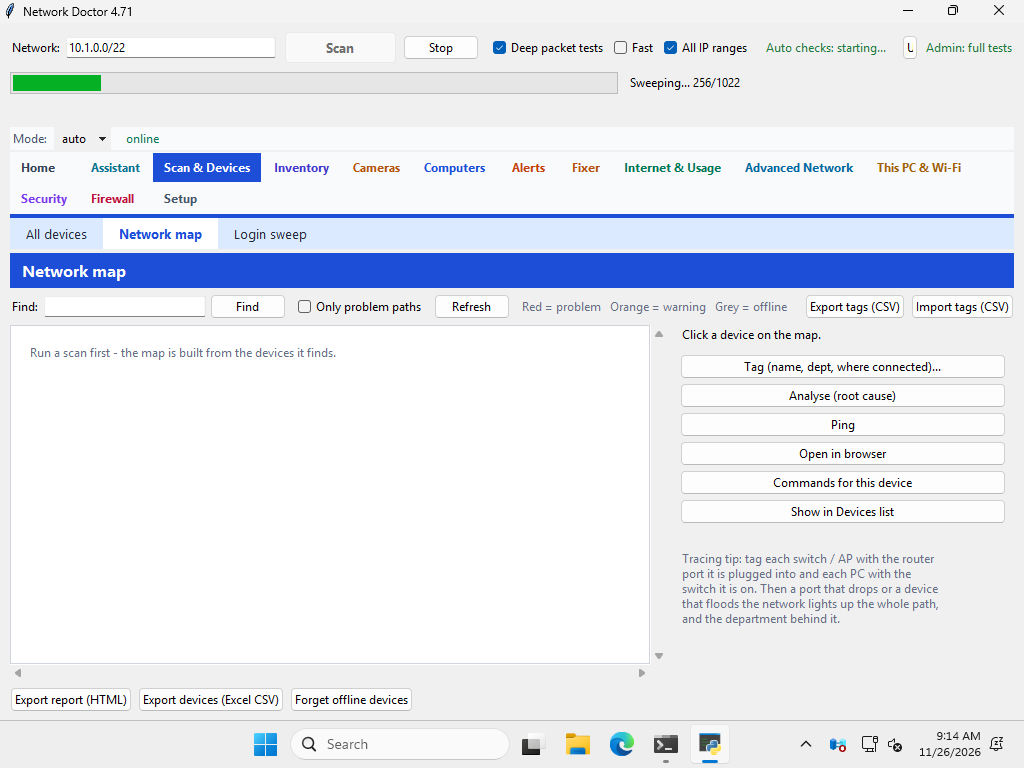 Network Doctor 4.71
Network: 10.1.0.0/22 Scan Stop Deep packet tests Fast All IP ranges Auto checks: starting... Admin: full tests
Sweeping... 256/1022
Mode: auto online
Home Assistant Scan & Devices Inventory Cameras Computers Alerts Fixer Internet & Usage Advanced Network This PC & Wi-Fi
Security Firewall Setup
All devices Network map Login sweep
Network map
Find: Find Only problem paths Refresh Red = problem Orange = warning Grey = offline Export tags (CSV) Import tags (CSV)
Run a scan first - the map is built from the devices it finds.
Click a device on the map.
Tag (name, dept, where connected)...
Analyse (root cause)
Ping
Open in browser
Commands for this device
Show in Devices list
Tracing tip: tag each switch / AP with the router
port it is plugged into and each PC with the
switch it is on. Then a port that drops or a device
that floods the network lights up the whole path,
and the department behind it.
Export report (HTML) Export devices (Excel CSV) Forget offline devices
Search
9:14 AM
11/26/2026